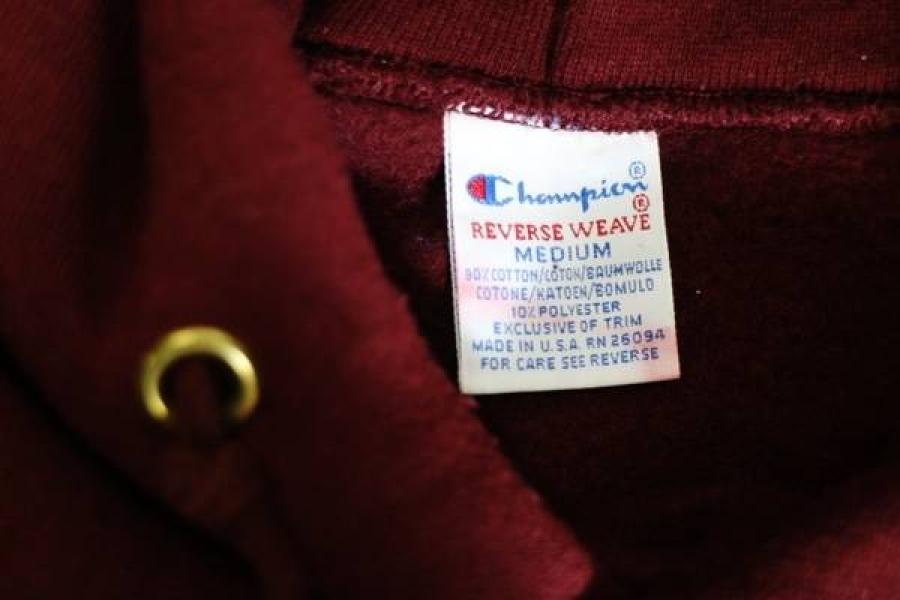 Champion®
®
REVERSE WEAVE
MEDIUM
90% COTTON/COTON/BAUMWOLLE
COTONE/KATOEN/BOMULD
10% POLYESTER
EXCLUSIVE OF TRIM
MADE IN U.S.A. RN 26094
FOR CARE SEE REVERSE